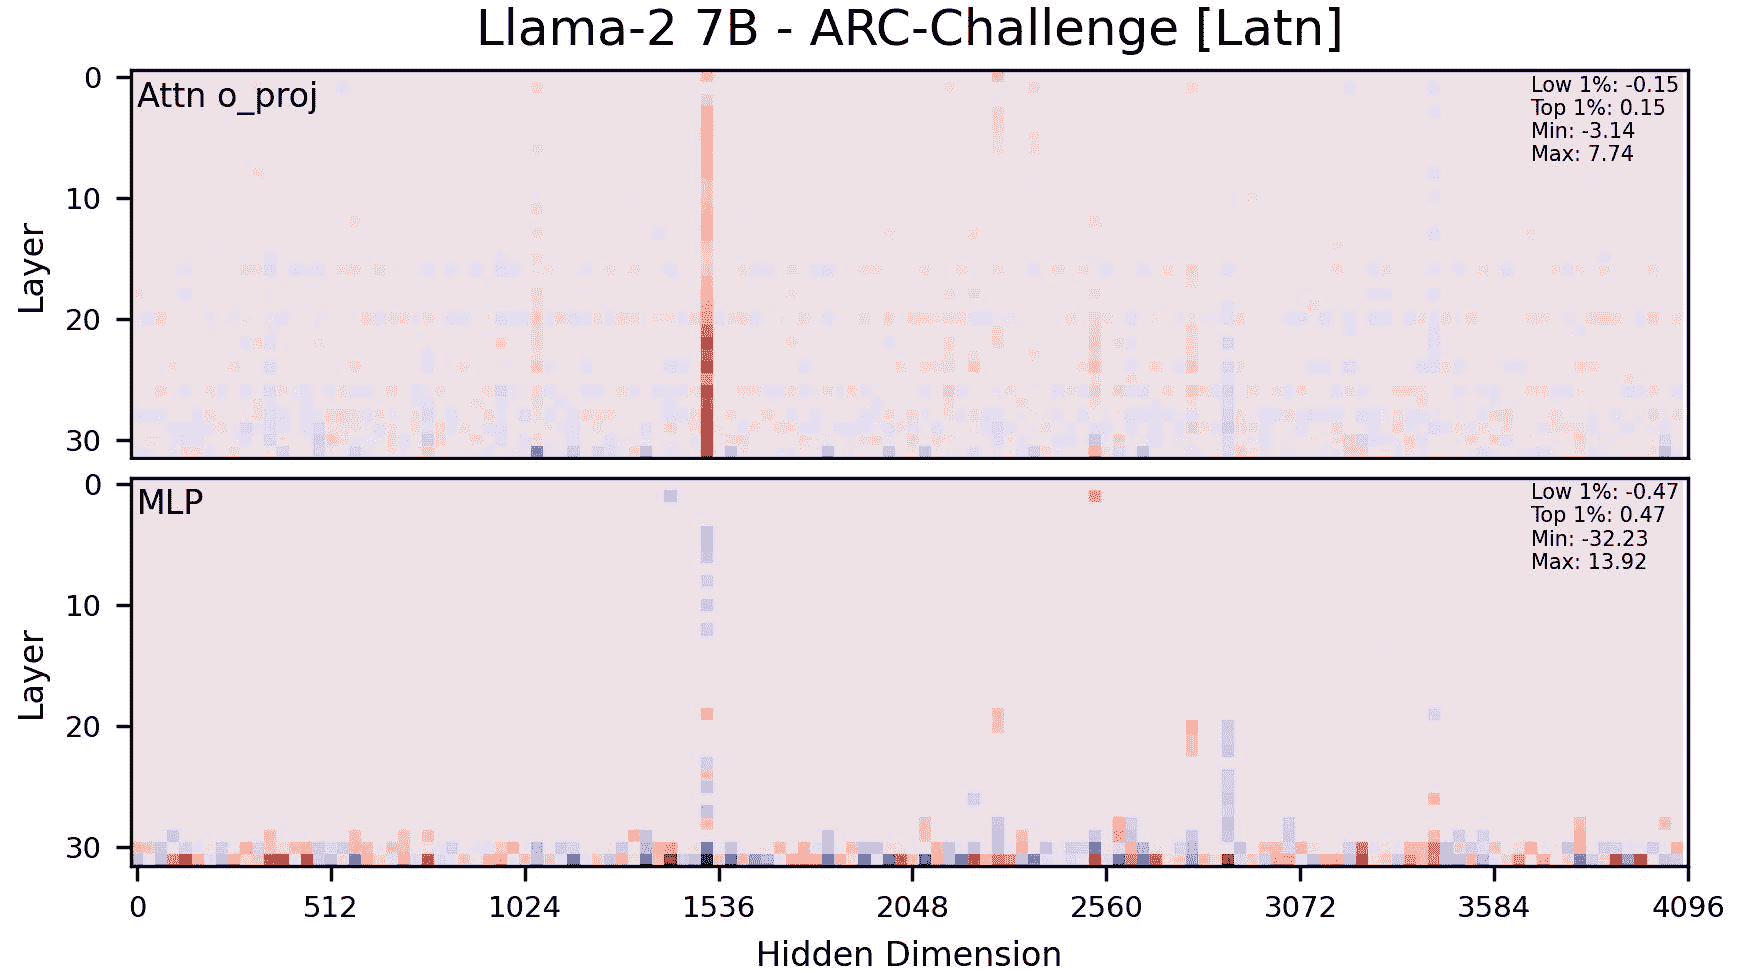 Llama-2 7B - ARC-Challenge [Latn]
Attn o_proj
Low 1%: -0.15
Top 1%: 0.15
Min: -3.14
Max: 7.74
0
10
20
30
Layer
MLP
Low 1%: -0.47
Top 1%: 0.47
Min: -32.23
Max: 13.92
0
10
20
30
Layer
0 512 1024 1536 2048 2560 3072 3584 4096
Hidden Dimension